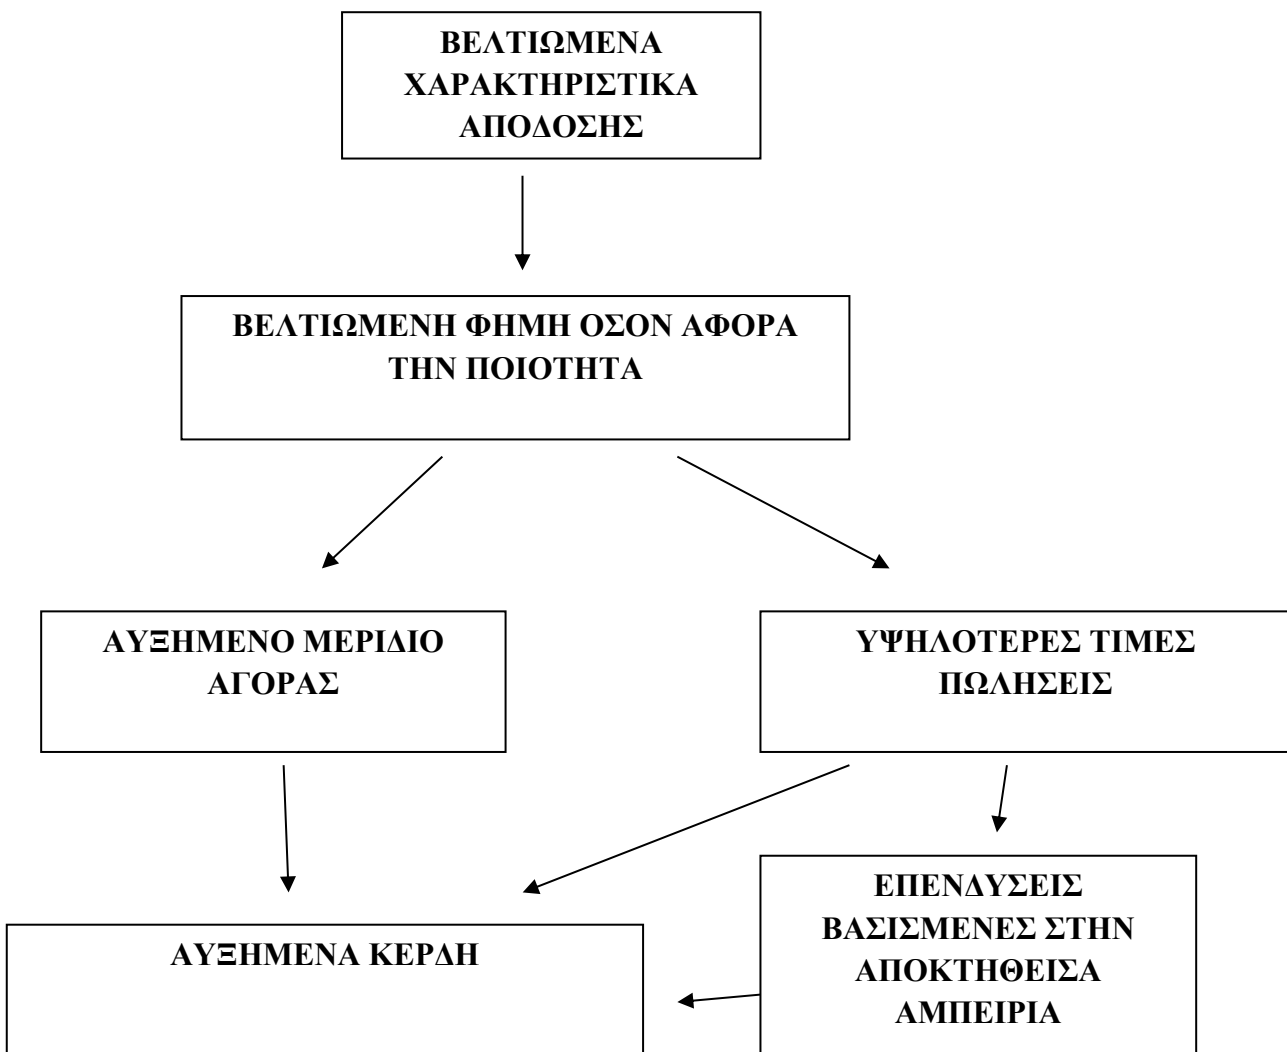 ΒΕΛΤΙΩΜΕΝΑ
ΧΑΡΑΚΤΗΡΙΣΤΙΚΑ
ΑΠΟΔΟΣΗΣ
ΒΕΛΤΙΩΜΕΝΗ ΦΗΜΗ ΟΣΟΝ ΑΦΟΡΑ
ΤΗΝ ΠΟΙΟΤΗΤΑ
ΑΥΞΗΜΕΝΟ ΜΕΡΙΔΙΟ
ΑΓΟΡΑΣ
ΥΨΗΛΟΤΕΡΕΣ ΤΙΜΕΣ
ΠΩΛΗΣΕΙΣ
ΑΥΞΗΜΕΝΑ ΚΕΡΔΗ
ΕΠΕΝΔΥΣΕΙΣ
ΒΑΣΙΣΜΕΝΕΣ ΣΤΗΝ
ΑΠΟΚΤΗΘΕΙΣΑ
ΑΜΠΕΙΡΙΑ